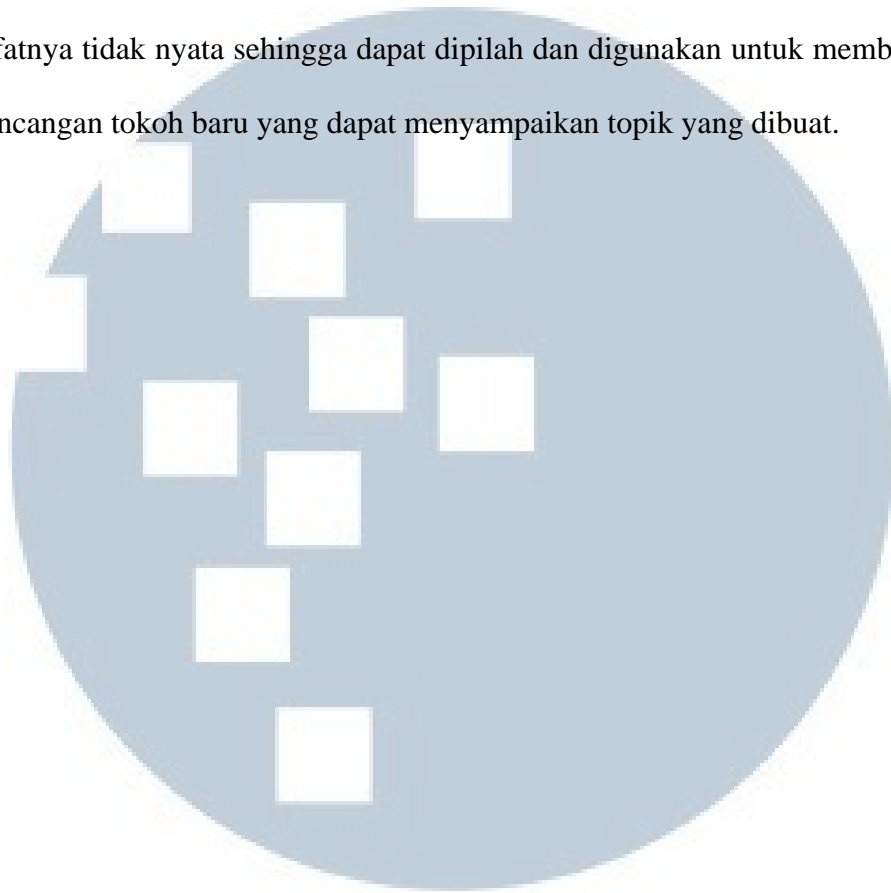 fatnya tidak nyata sehingga dapat dipilah dan digunakan untuk memb
ncangan tokoh baru yang dapat menyampaikan topik yang dibuat.